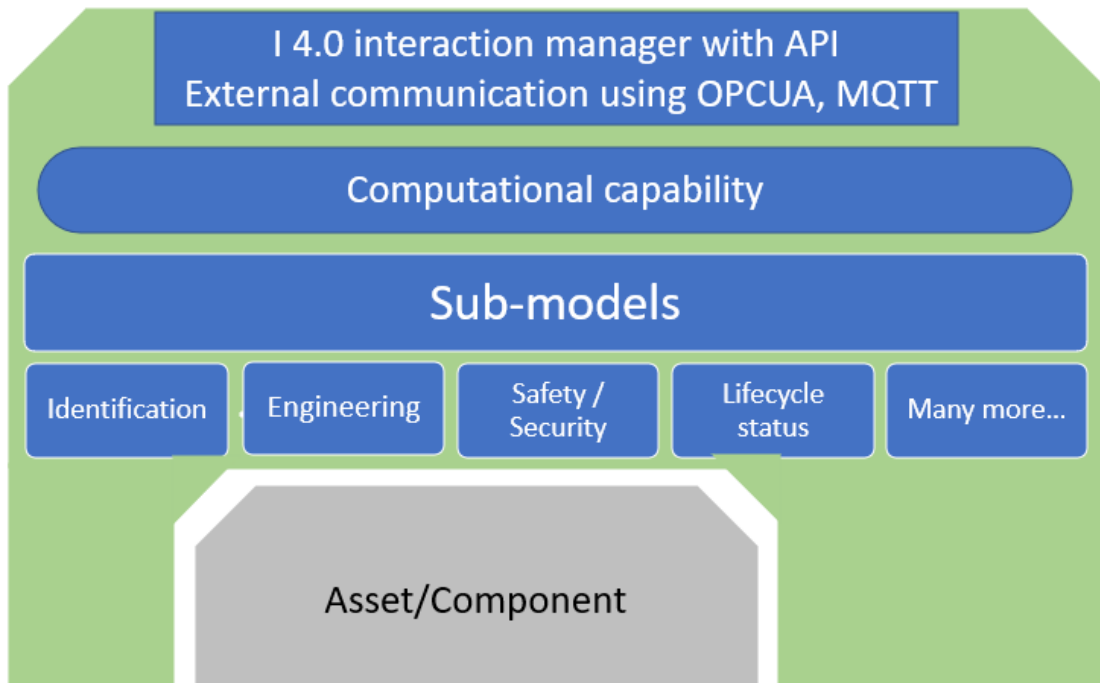 I 4.0 interaction manager with API
External communication using OPCUA, MQTT
Computational capability
Sub-models
Identification
Engineering
Safety /
Security
Lifecycle
status
Many more...
Asset/Component